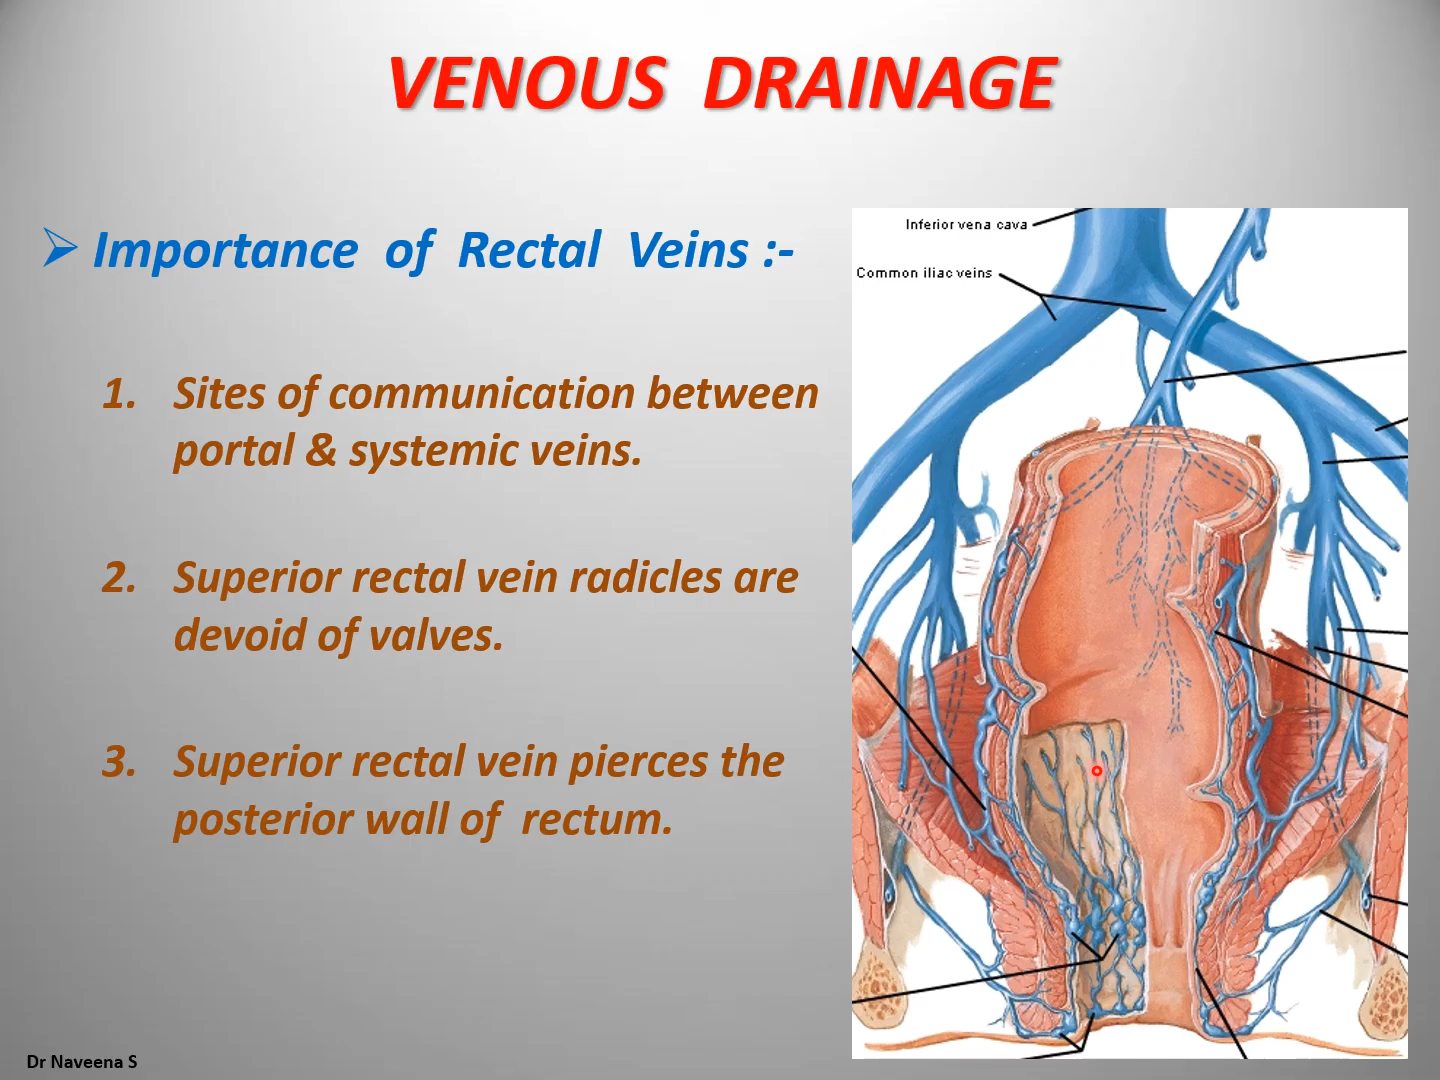 VENOUS DRAINAGE
Importance of Rectal Veins :-
1. Sites of communication between
portal & systemic veins.
2. Superior rectal vein radicles are
devoid of valves.
3. Superior rectal vein pierces the
posterior wall of rectum.
Inferior vena cava
Common iliac veins
Dr Naveena S